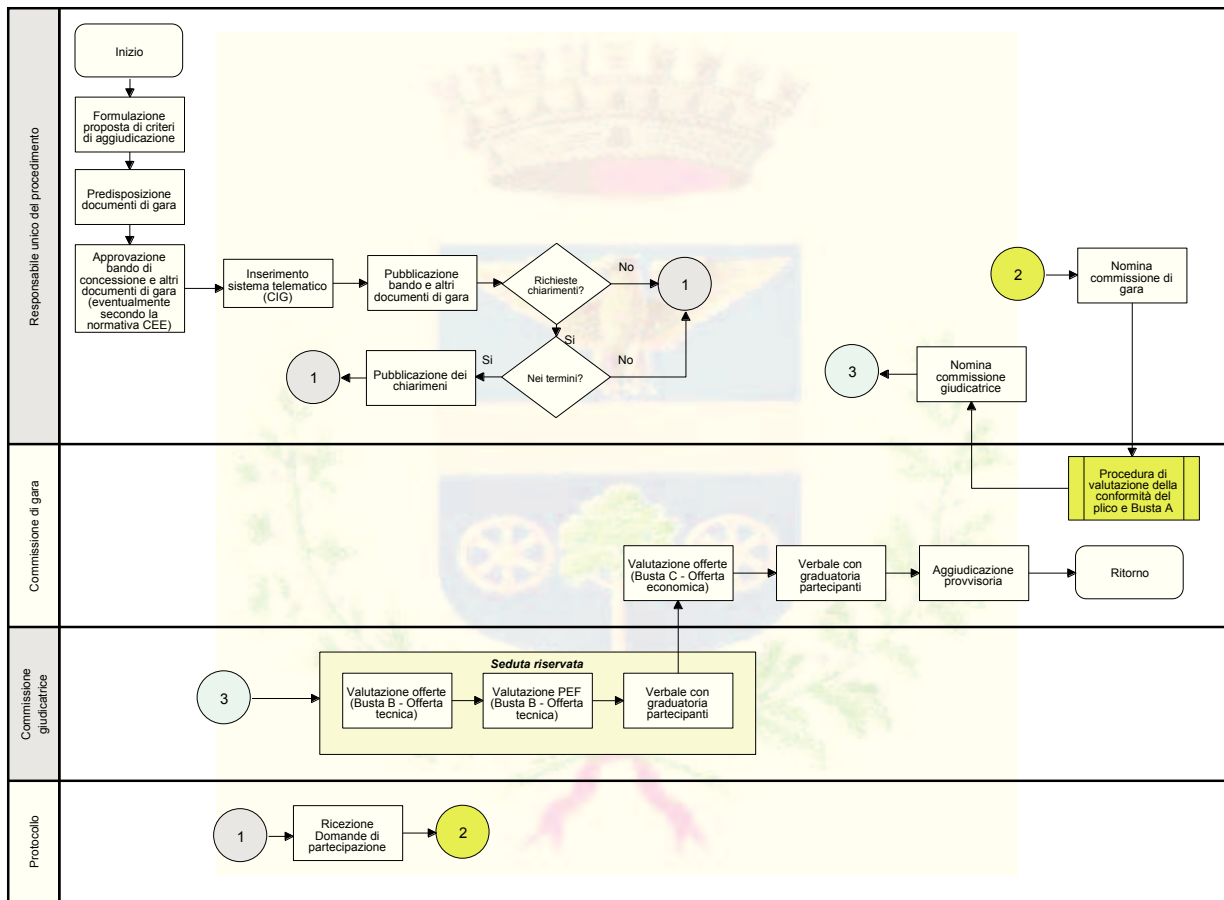 Responsabile unico del procedimento
Inizio
Formulazione
proposta di criteri
di aggiudicazione
Predisposizione
documenti di gara
Approvazione
bando di
concessione e altri
documenti di gara
(eventualmente
secondo la
normativa CEE)
Inserimento
sistema telematico
(CIG)
Pubblicazione
bando e altri
documenti di gara
Richieste
chiarimenti?
No
1
Si
Nei termini?
No
Si
Pubblicazione dei
chiarimeni
1
2
Nomina
commissione di
gara
Nomina
commissione
giudicatrice
3
Commissione di gara
Procedura di
valutazione della
conformità del
plico e Busta A
Valutazione offerte
(Busta C - Offerta
economica)
Verbale con
graduatoria
partecipanti
Aggiudicazione
provvisoria
Ritorno
Commissione
giudicatrice
3
Seduta riservata
Valutazione offerte
(Busta B - Offerta
tecnica)
Valutazione PEF
(Busta B - Offerta
tecnica)
Verbale con
graduatoria
partecipanti
Protocollo
1
Ricezione
Domande di
partecipazione
2